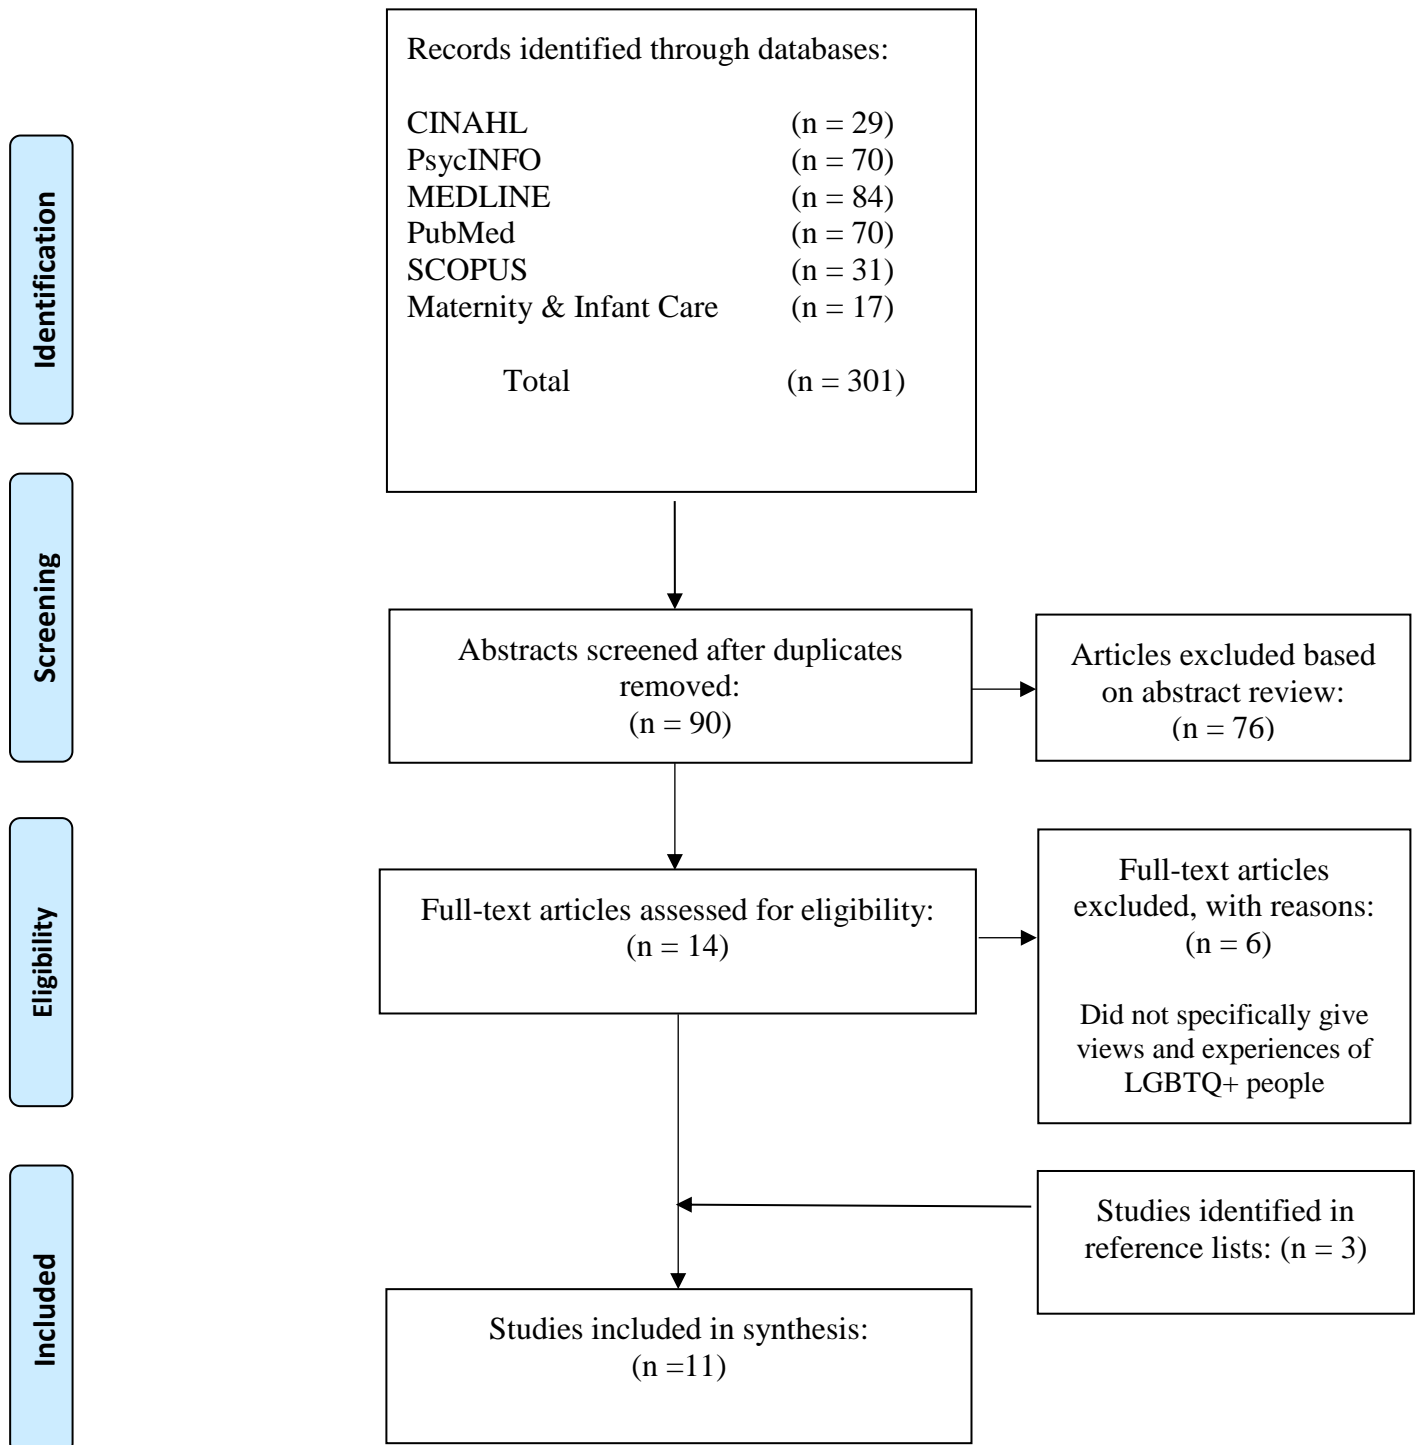 Records identified through databases:
CINAHL (n = 29)
PsycINFO (n = 70)
MEDLINE (n = 84)
PubMed (n = 70)
SCOPUS (n = 31)
Maternity & Infant Care (n = 17)
Total (n = 301)
Identification
Screening
Abstracts screened after duplicates
removed:
(n = 90)
Articles excluded based
on abstract review:
(n = 76)
Eligibility
Full-text articles assessed for eligibility:
(n = 14)
Full-text articles
excluded, with reasons:
(n = 6)
Did not specifically give
views and experiences of
LGBTQ+ people
Included
Studies identified in
reference lists: (n = 3)
Studies included in synthesis:
(n =11)